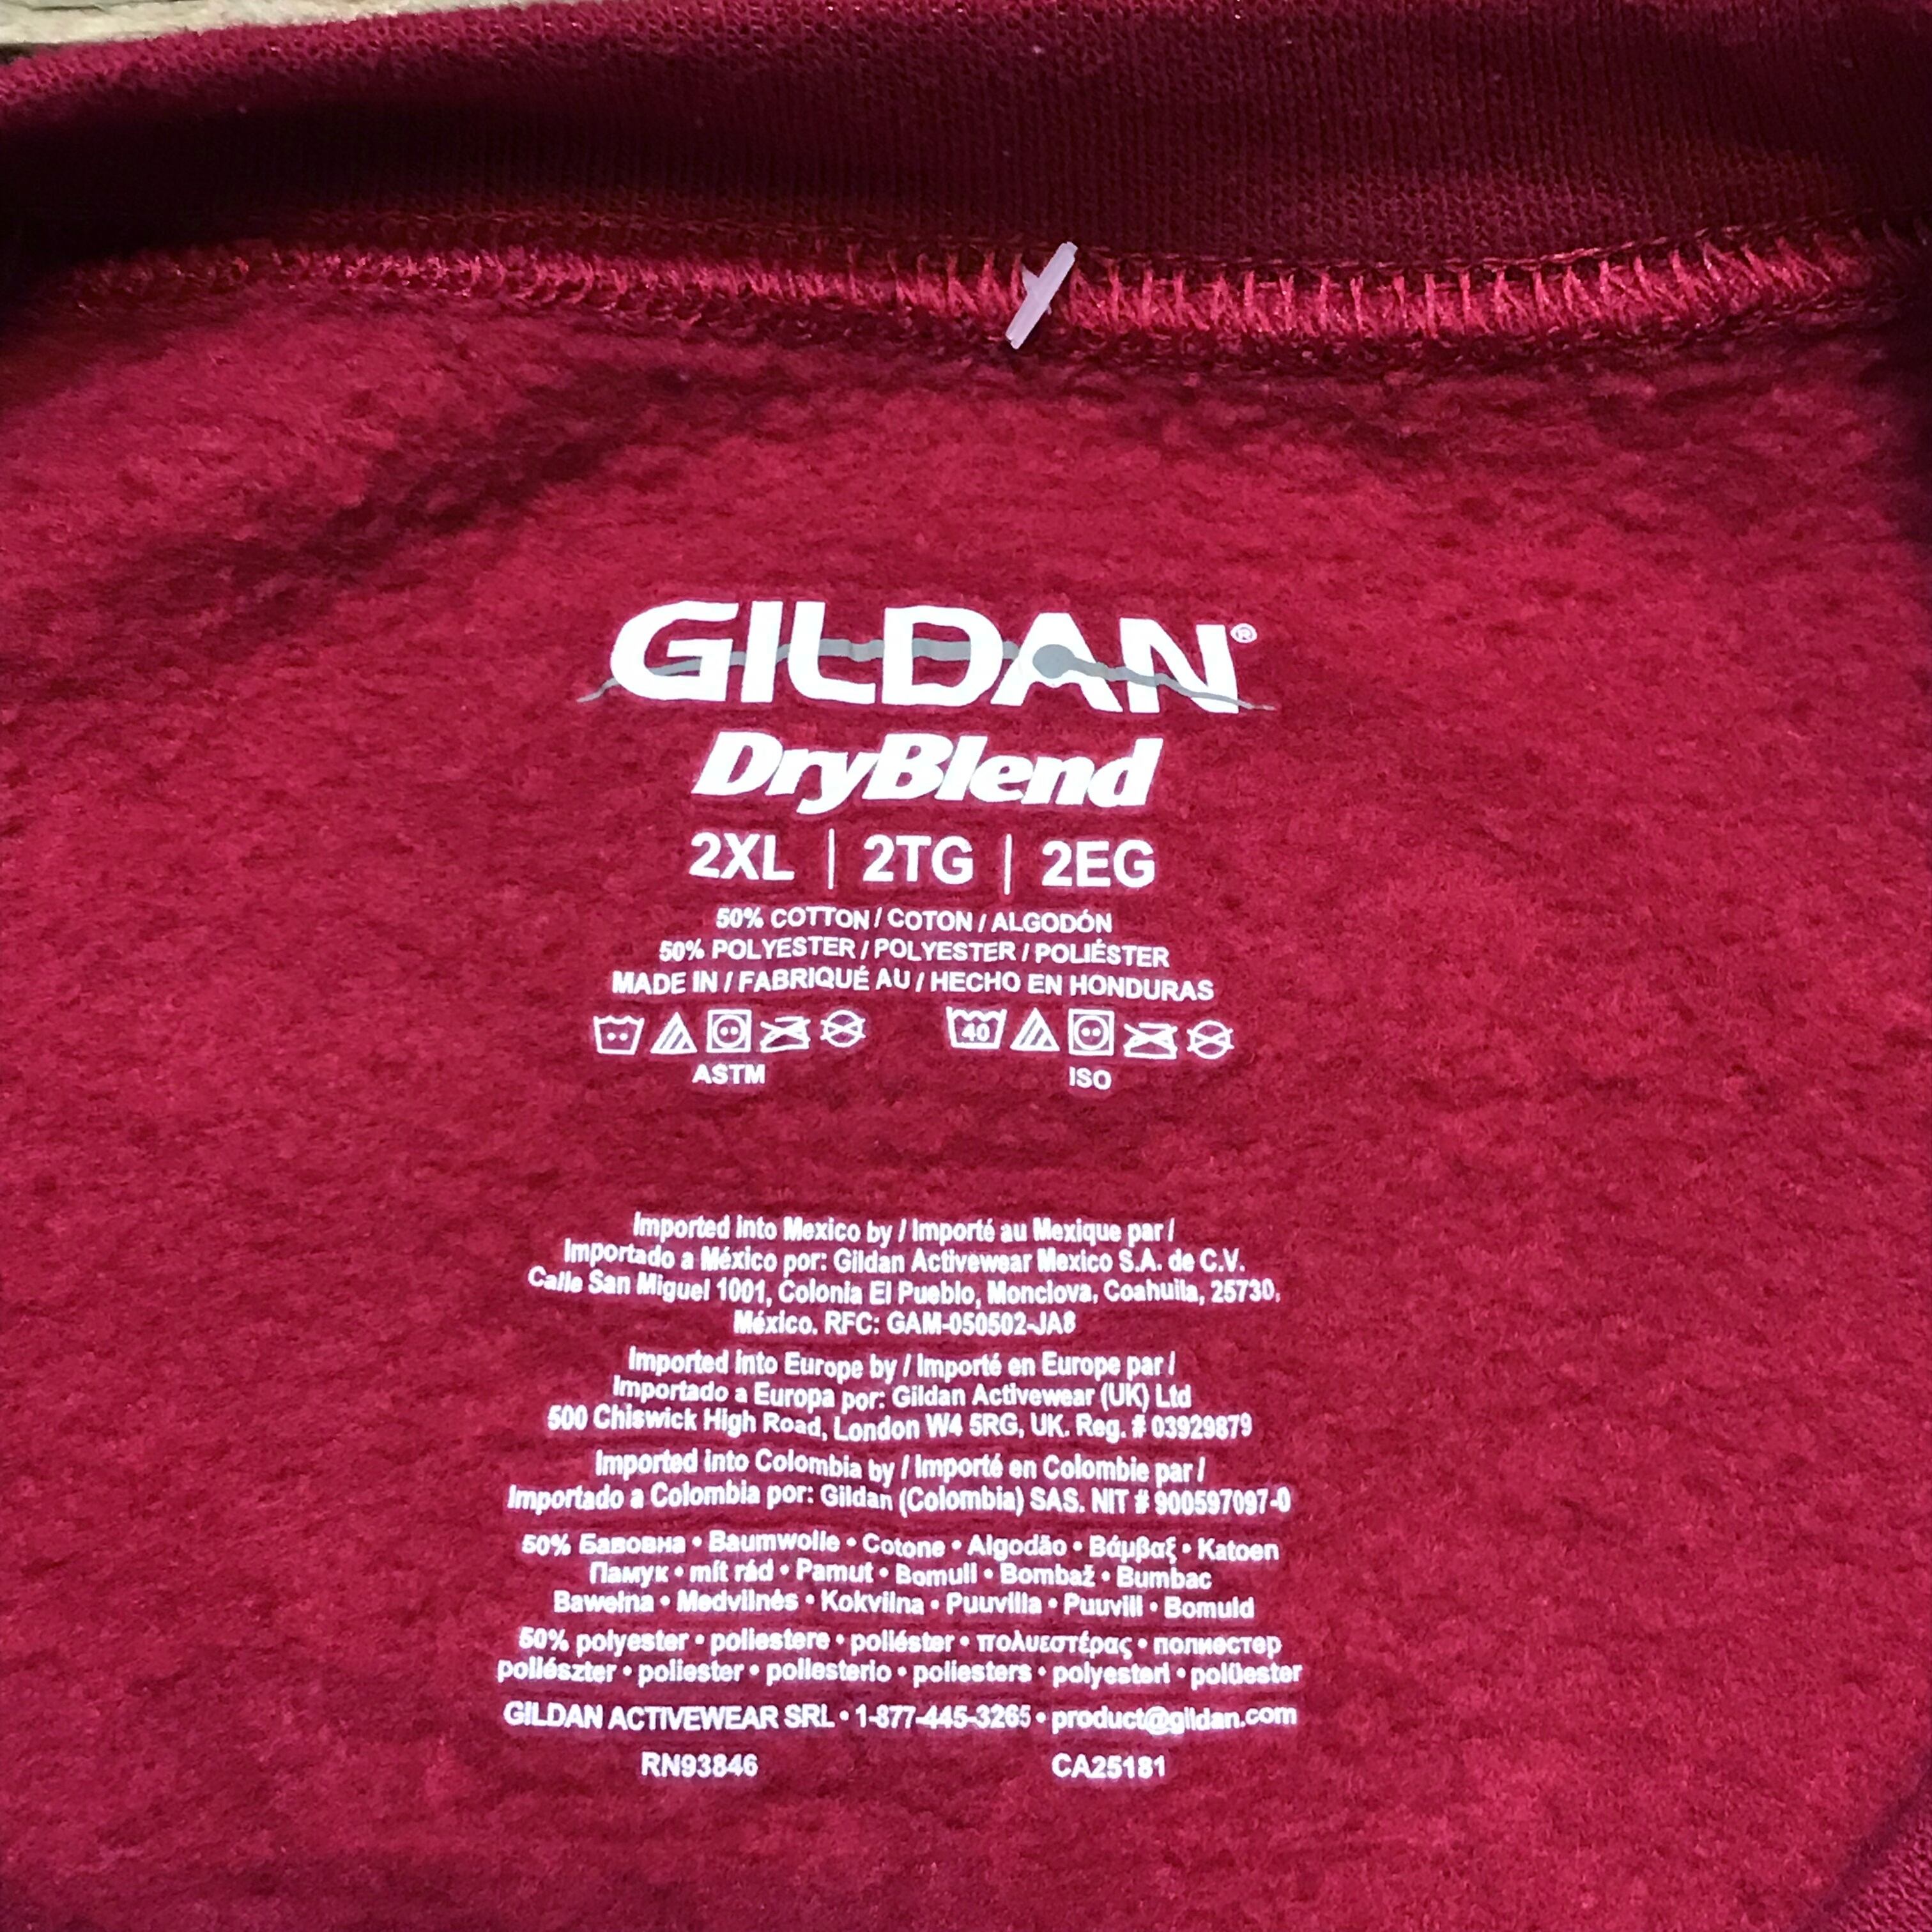 GILDAN®
DryBlend
2XL | 2TG | 2EG
50% COTTON / COTON / ALGODÓN
50% POLYESTER / POLYESTER / POLIÉSTER
MADE IN / FABRIQUÉ AU / HECHO EN HONDURAS
40
ASTM ISO
Imported into Mexico by / Importé au Mexique par /
Importado a México por: Gildan Activewear Mexico S.A. de C.V.
Calle San Miguel 1001, Colonia El Pueblo, Monclova, Coahuila, 25730,
México. RFC: GAM-050502-JA8
Imported into Europe by / Importé en Europe par /
Importado a Europa por: Gildan Activewear (UK) Ltd
500 Chiswick High Road, London W4 5RG, UK. Reg. # 03929879
Imported into Colombia by / Importé en Colombie par /
Importado a Colombia por: Gildan (Colombia) SAS. NIT # 900597097-0
50% Бавовна • Baumwolle • Cotone • Algodão • Βάμβαξ • Katoen
Памук • mít rád • Pamut • Bomull • Bombaž • Bumbac
Bawełna • Medvilnės • Kokvilna • Puuvilla • Puuvill • Bomuld
50% polyester • poliestere • poliéster • πολυεστέρας • полиестер
poliészter • poliester • poliesterio • poliesters • polyesteri • polüester
GILDAN ACTIVEWEAR SRL • 1-877-445-3265 • product@gildan.com
RN93846 CA25181